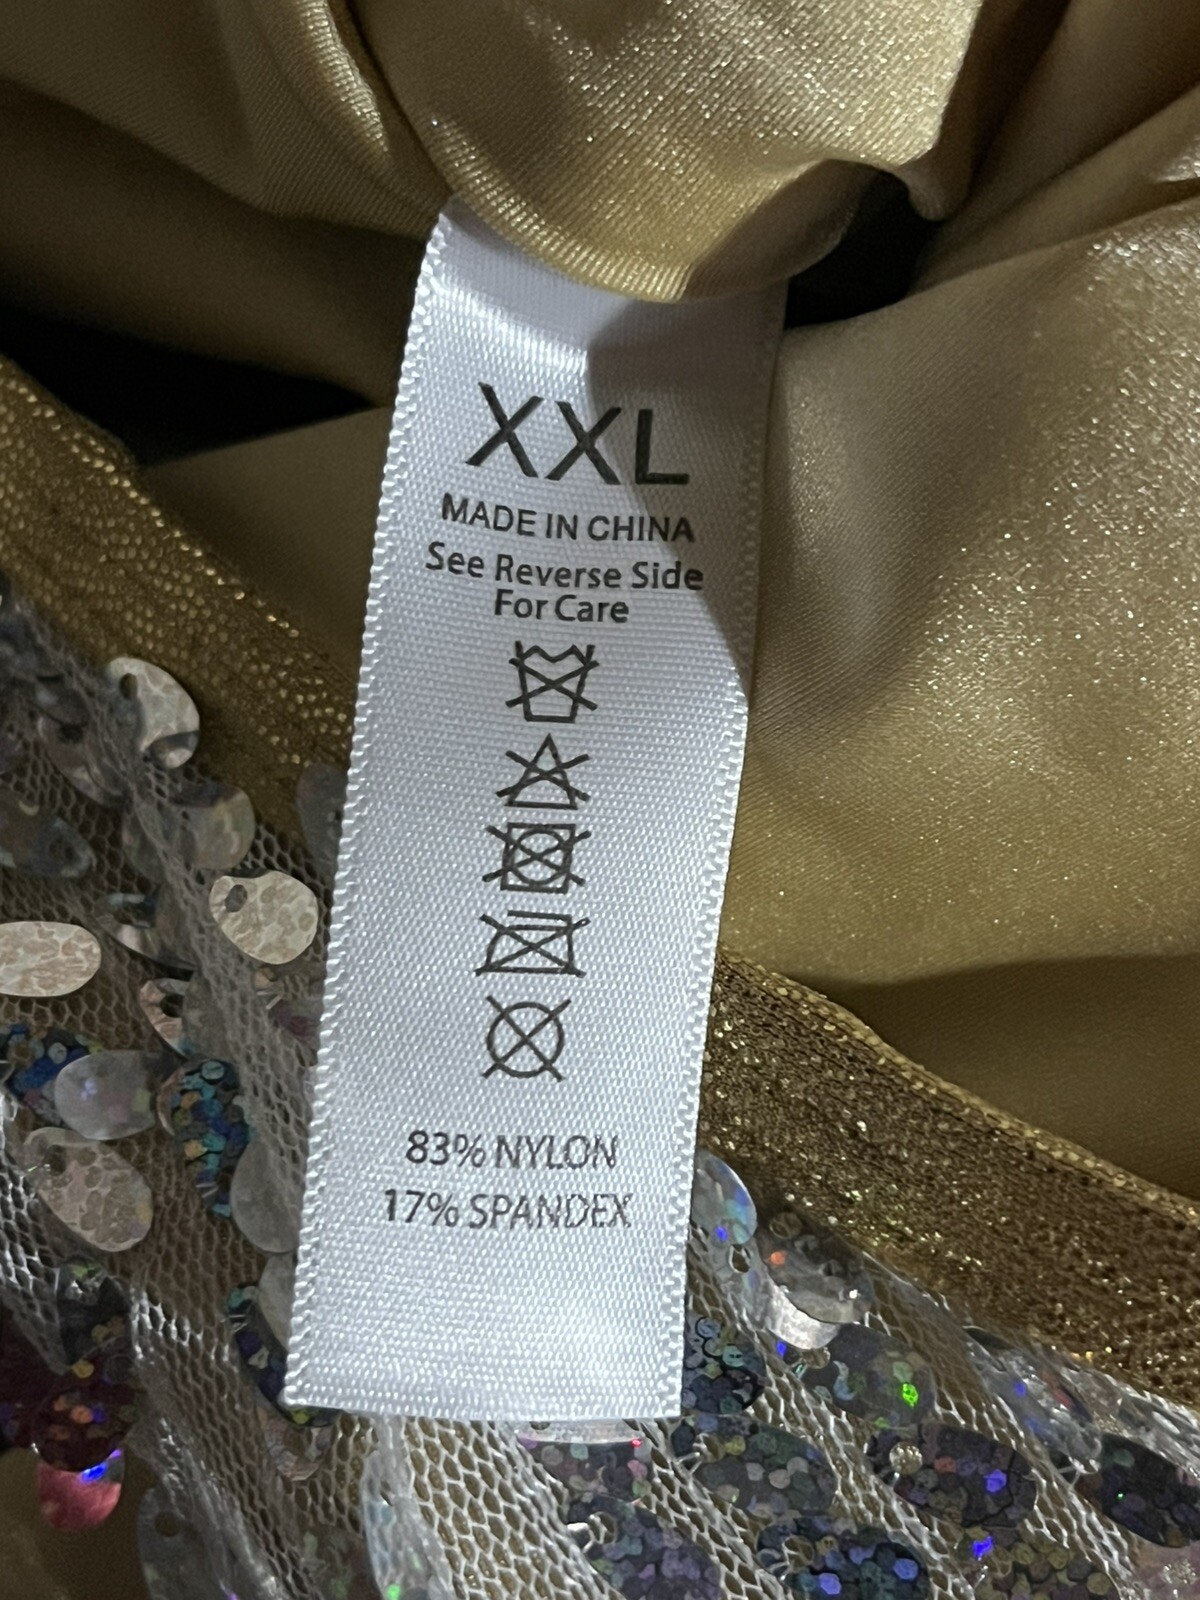 XXL
MADE IN CHINA
See Reverse Side
For Care
83% NYLON
17% SPANDEX